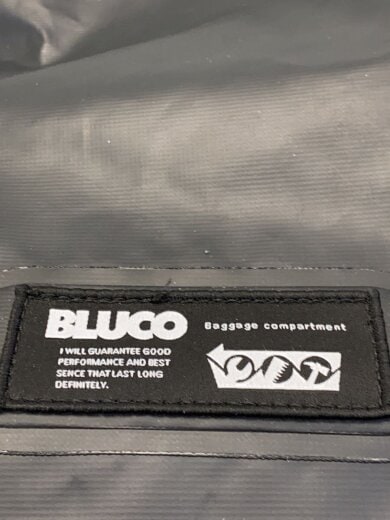 BLUCO
Baggage compartment
I WILL GUARANTEE GOOD
PERFORMANCE AND BEST
SENCE THAT LAST LONG
DEFINITELY.